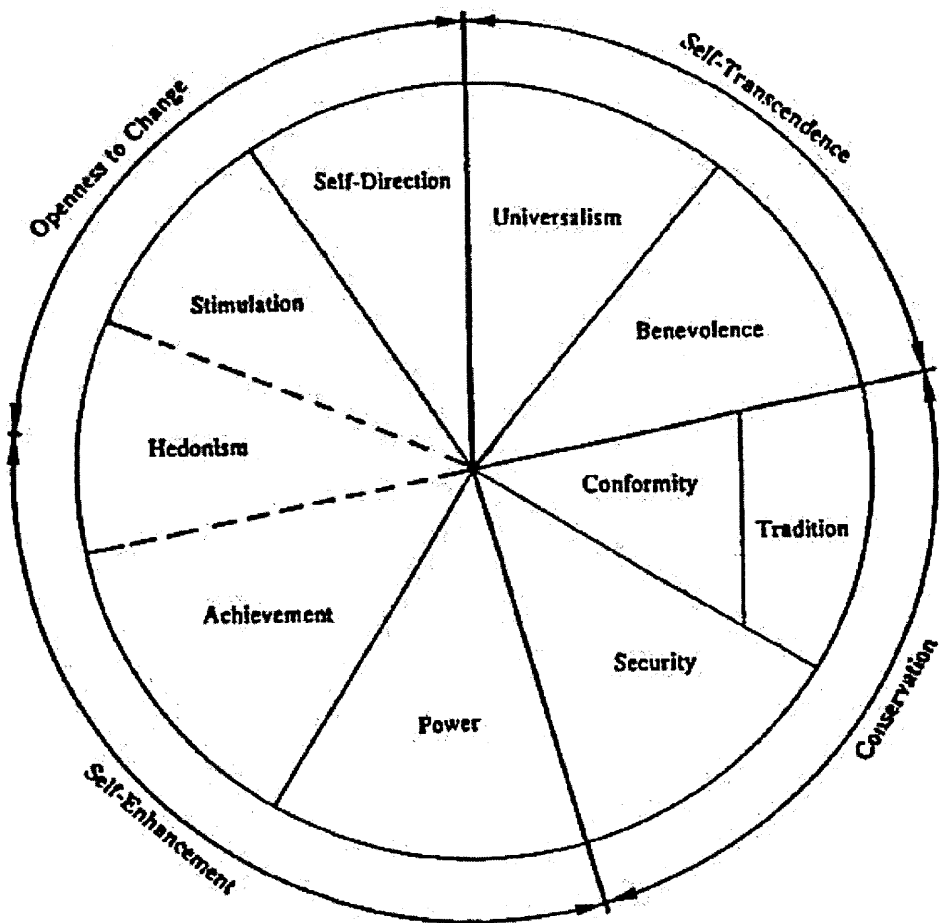 Openness to Change
Self-Transcendence
Self-Direction
Universalism
Stimulation
Benevolence
Hedonism
Conformity
Tradition
Achievement
Security
Power
Self-Enhancement
Conservation